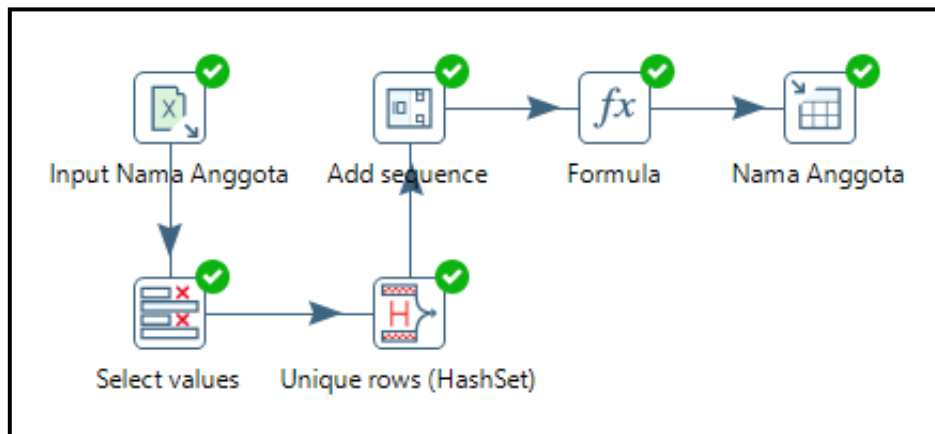 Input Nama Anggota
Add sequence
Formula
Nama Anggota
Select values
Unique rows (HashSet)